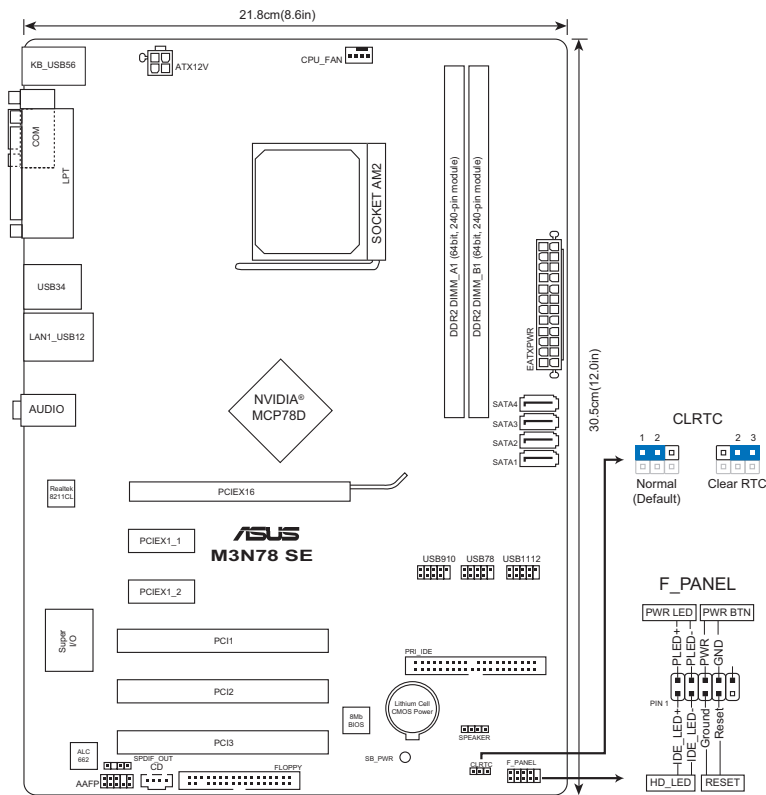 21.8cm(8.6in)
KB_USB56
ATX12V
CPU_FAN
COM
LPT
SOCKET AM2
DDR2 DIMM_A1 (64bit, 240-pin module)
DDR2 DIMM_B1 (64bit, 240-pin module)
EATXPWR
30.5cm(12.0in)
USB34
LAN1_USB12
AUDIO
NVIDIA®
MCP78D
SATA4
SATA3
SATA2
SATA1
CLRTC
1 2
2 3
Normal
(Default)
Clear RTC
Realtek
8211CL
PCIEX16
PCIEX1_1
ASUS
M3N78 SE
USB910
USB78
USB1112
PCIEX1_2
F_PANEL
PWR LED
PWR BTN
PLED+
PLED-
PWR
GND
PIN 1
IDE_LED+
IDE_LED-
Ground
Reset
HD_LED
RESET
Super
I/O
PCI1
PRI_IDE
PCI2
Lithium Cell
CMOS Power
8Mb
BIOS
SPEAKER
PCI3
ALC
662
SPDIF_OUT
CD
AAFP
FLOPPY
SB_PWR
CLRTC
F_PANEL